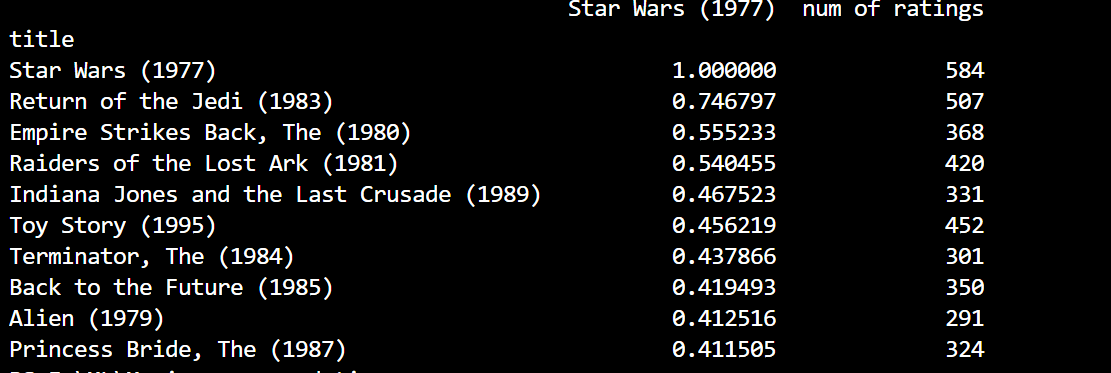 Star Wars (1977)  num of ratings
title
Star Wars (1977)  1.000000  584
Return of the Jedi (1983)  0.746797  507
Empire Strikes Back, The (1980)  0.555233  368
Raiders of the Lost Ark (1981)  0.540455  420
Indiana Jones and the Last Crusade (1989)  0.467523  331
Toy Story (1995)  0.456219  452
Terminator, The (1984)  0.437866  301
Back to the Future (1985)  0.419493  350
Alien (1979)  0.412516  291
Princess Bride, The (1987)  0.411505  324